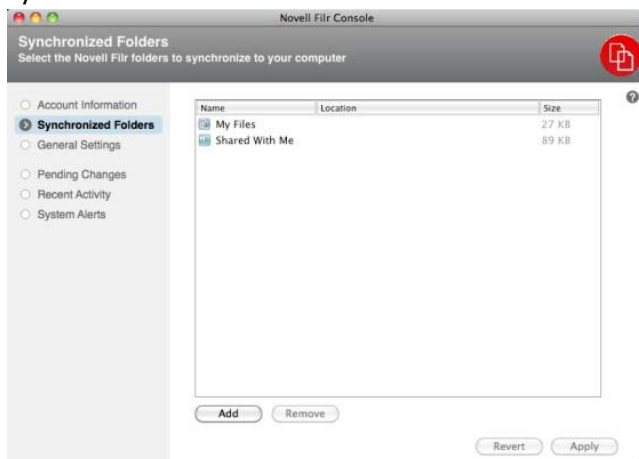 Novell Filr Console
Synchronized Folders
Select the Novell Filr folders to synchronize to your computer
Account Information
Synchronized Folders
General Settings
Pending Changes
Recent Activity
System Alerts
Name Location Size
My Files 27 KB
Shared With Me 89 KB
Add Remove
Revert Apply